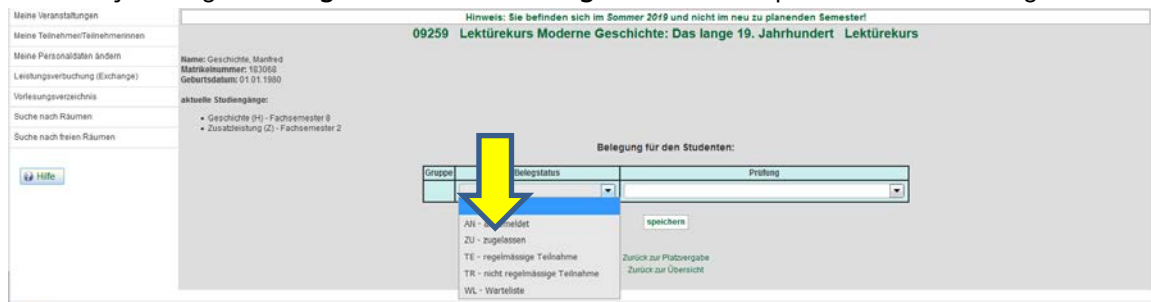 Meine Veranstaltungen
Meine Teilnehmer/Teilnehmerinnen
Meine Personaldaten ändern
Leistungsverbuchung (Exchange)
Vorlesungsverzeichnis
Suche nach Räumen
Suche nach freien Räumen
Hilfe
Hinweis: Sie befinden sich im Sommer 2019 und nicht im neu zu planenden Semester!
09259 Lektürekurs Moderne Geschichte: Das lange 19. Jahrhundert Lektürekurs
Name: Geschichte, Manfred
Matrikelnummer: 183068
Geburtsdatum: 01.01.1980
aktuelle Studiengänge:
Geschichte (H) - Fachsemester 8
Zusatzleistung (Z) - Fachsemester 2
Belegung für den Studenten:
Gruppe Belegstatus Prüfung
AN - meldet
ZU - zugelassen
TE - regelmässige Teilnahme
TR - nicht regelmässige Teilnahme
WL - Warteliste
speichern
Zurück zur Platzvergabe
Zurück zur Übersicht